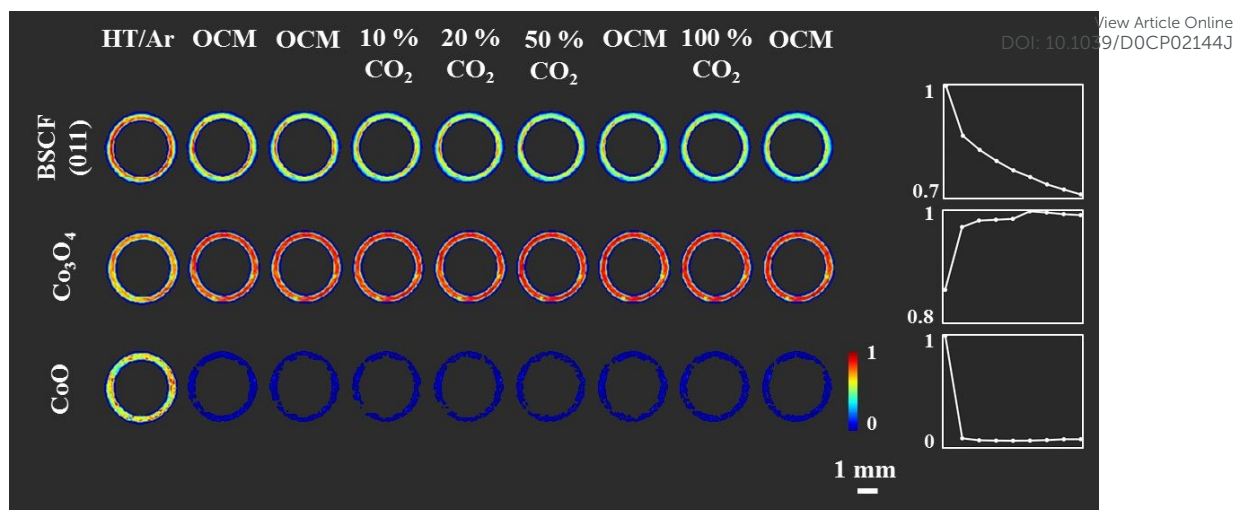 View Article Online
DOI: 10.1039/D0CP02144J
HT/Ar OCM OCM 10 % 20 % 50 % OCM 100 % OCM
CO₂ CO₂ CO₂ CO₂
BSCF
(011)
1
0.7
Co₃O₄
1
0.8
CoO
1
0
1
0
1 mm